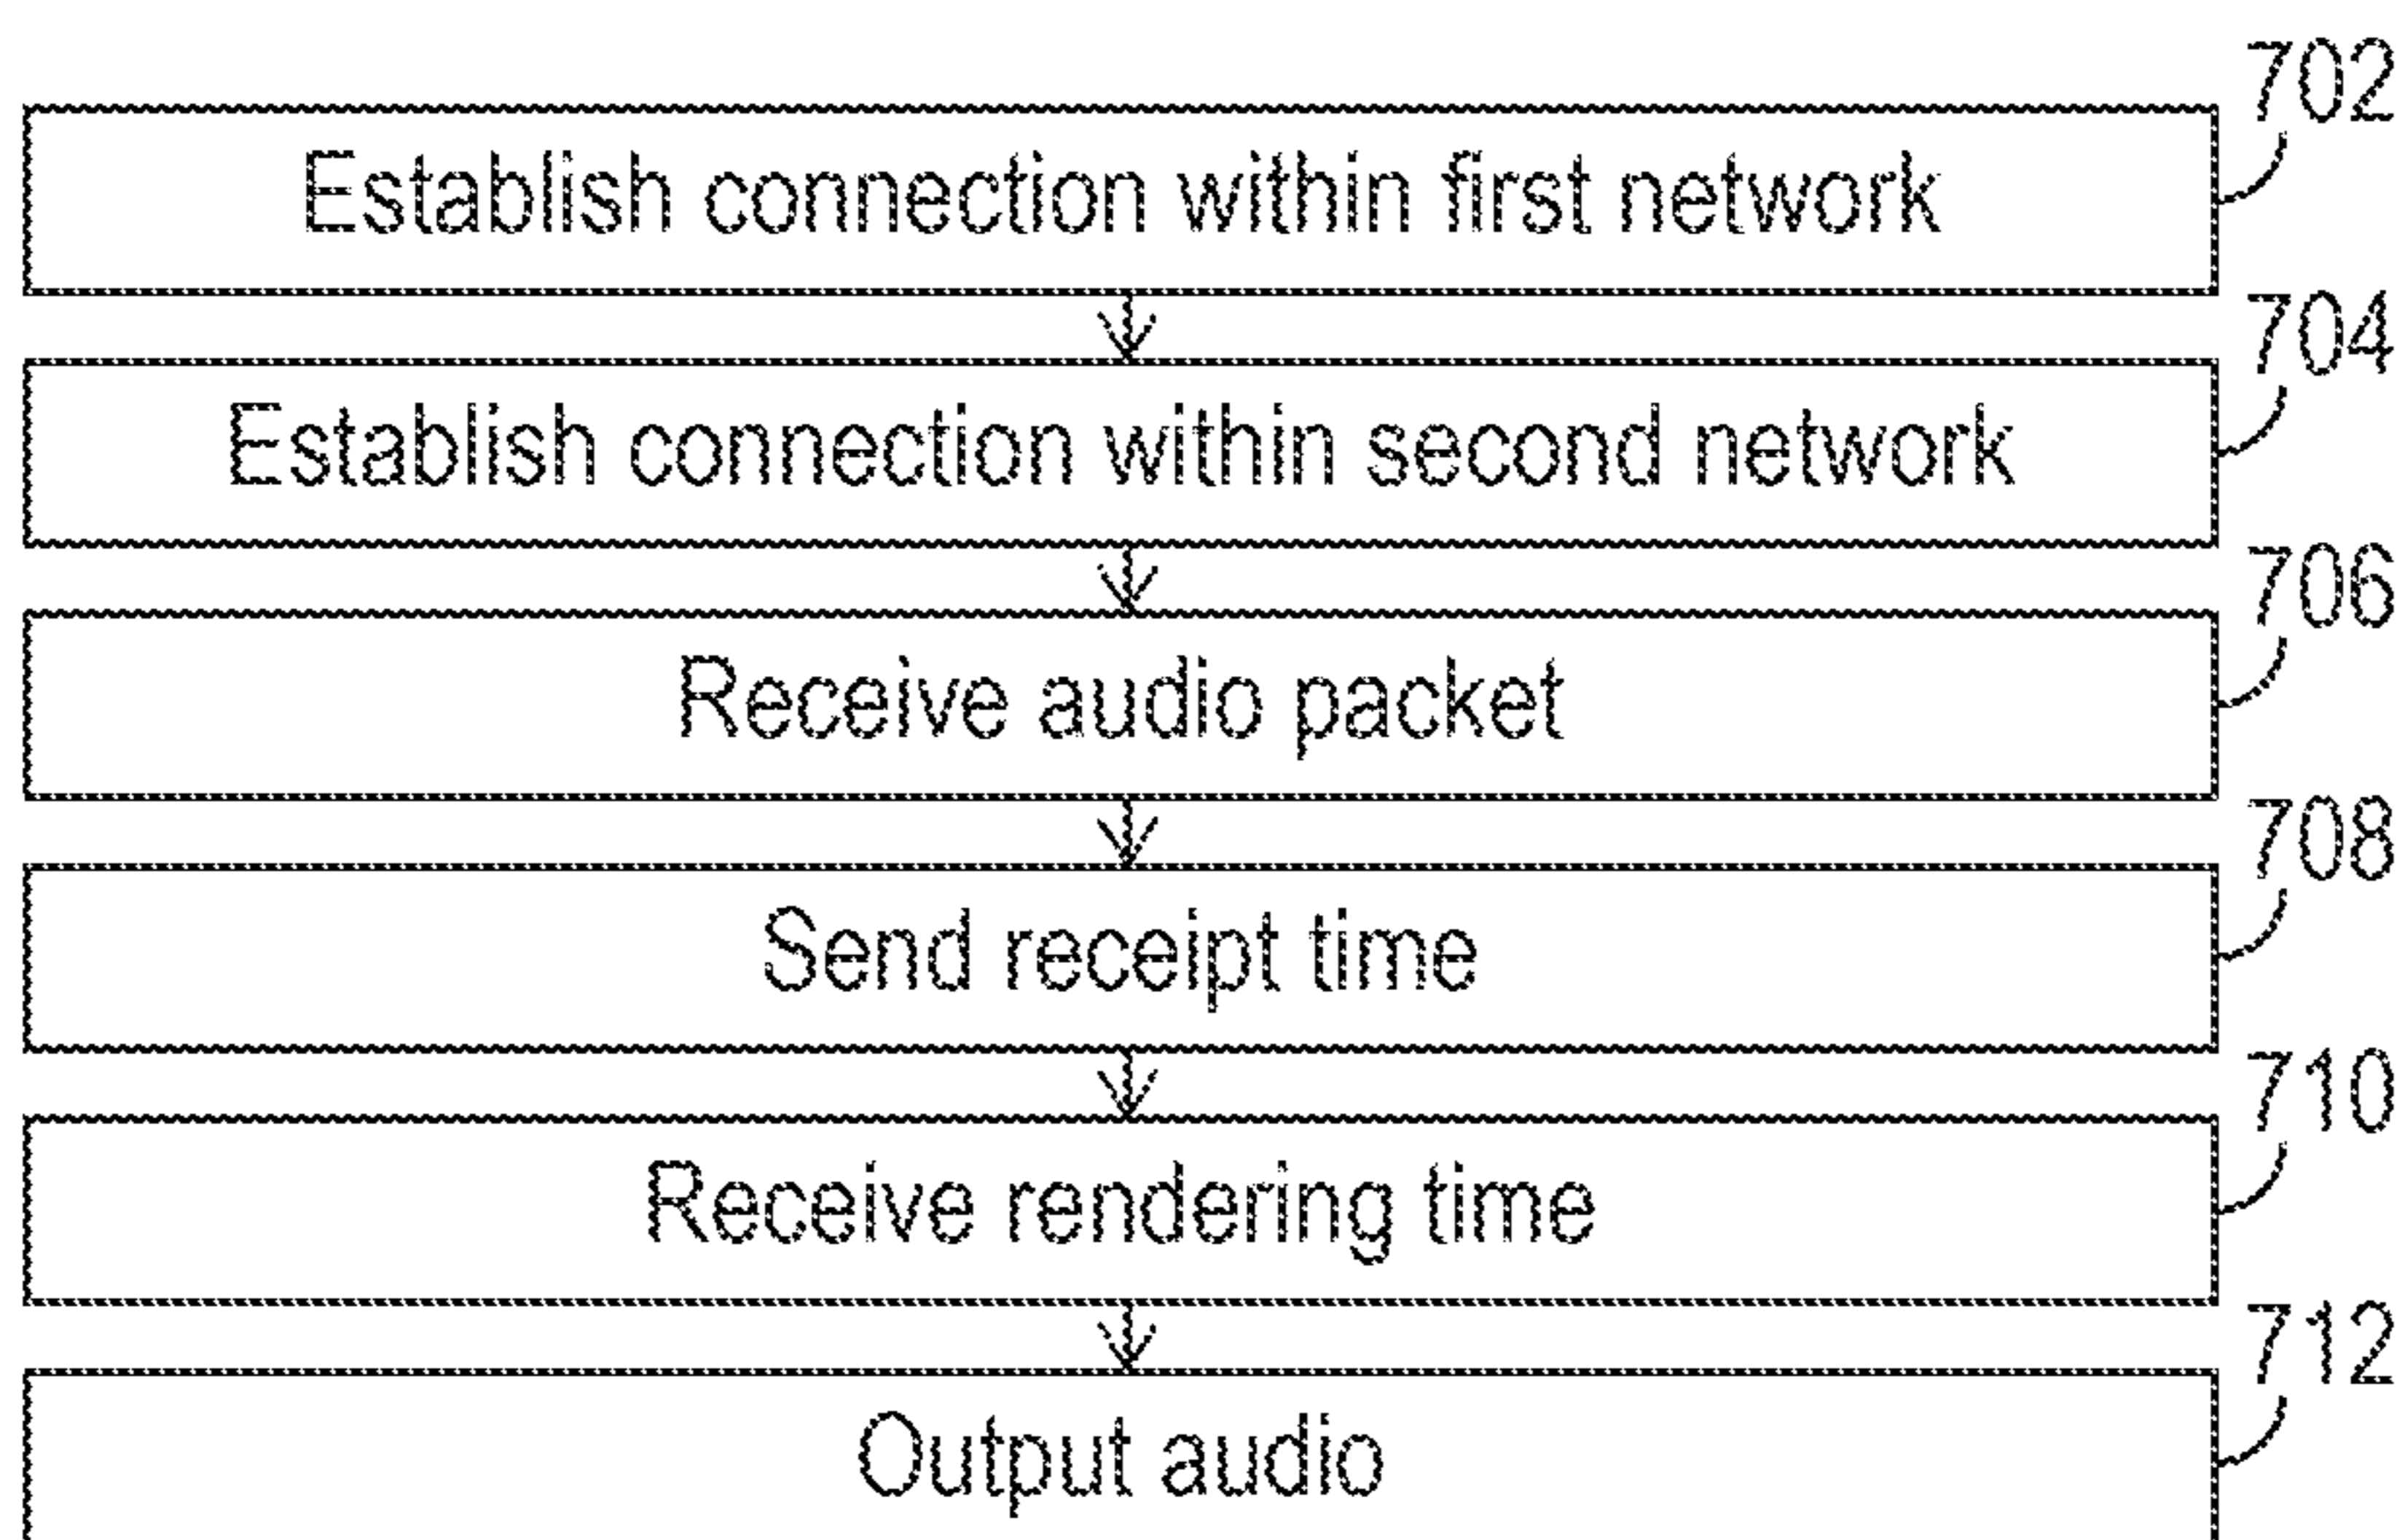 702
Establish connection within first network
704
Establish connection within second network
706
Receive audio packet
708
Send receipt time
710
Receive rendering time
712
Output audio